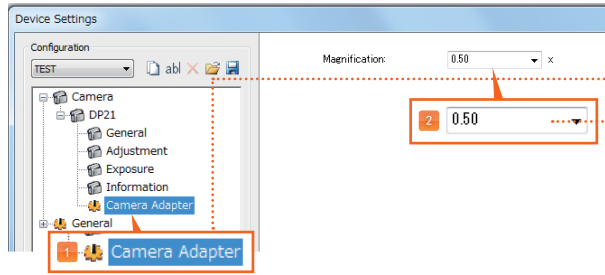 Device Settings
Configuration
TEST
abl
Magnification: 0.50 x
Camera
DP21
General
Adjustment
Exposure
Information
Camera Adapter
General
2 0.50
1 Camera Adapter